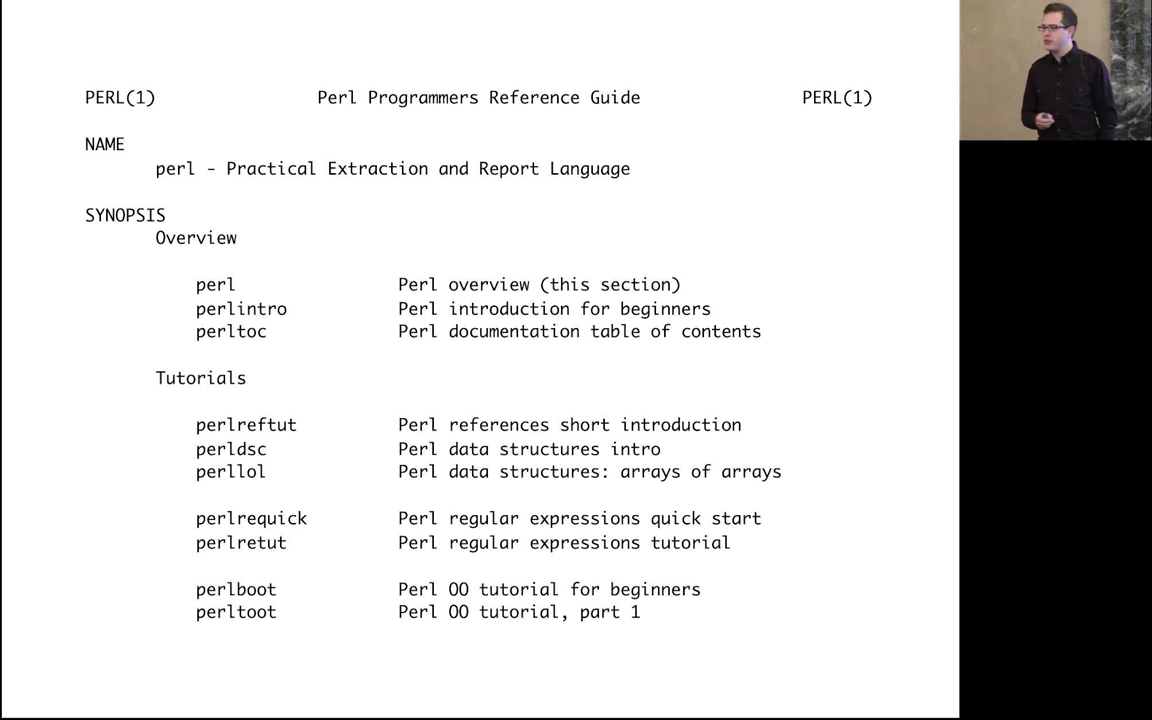 PERL(1) Perl Programmers Reference Guide PERL(1)
NAME
perl - Practical Extraction and Report Language
SYNOPSIS
Overview
perl Perl overview (this section)
perlintro Perl introduction for beginners
perltoc Perl documentation table of contents
Tutorials
perlreftut Perl references short introduction
perldsc Perl data structures intro
perllol Perl data structures: arrays of arrays
perlrequick Perl regular expressions quick start
perlretut Perl regular expressions tutorial
perlboot Perl OO tutorial for beginners
perltoot Perl OO tutorial, part 1